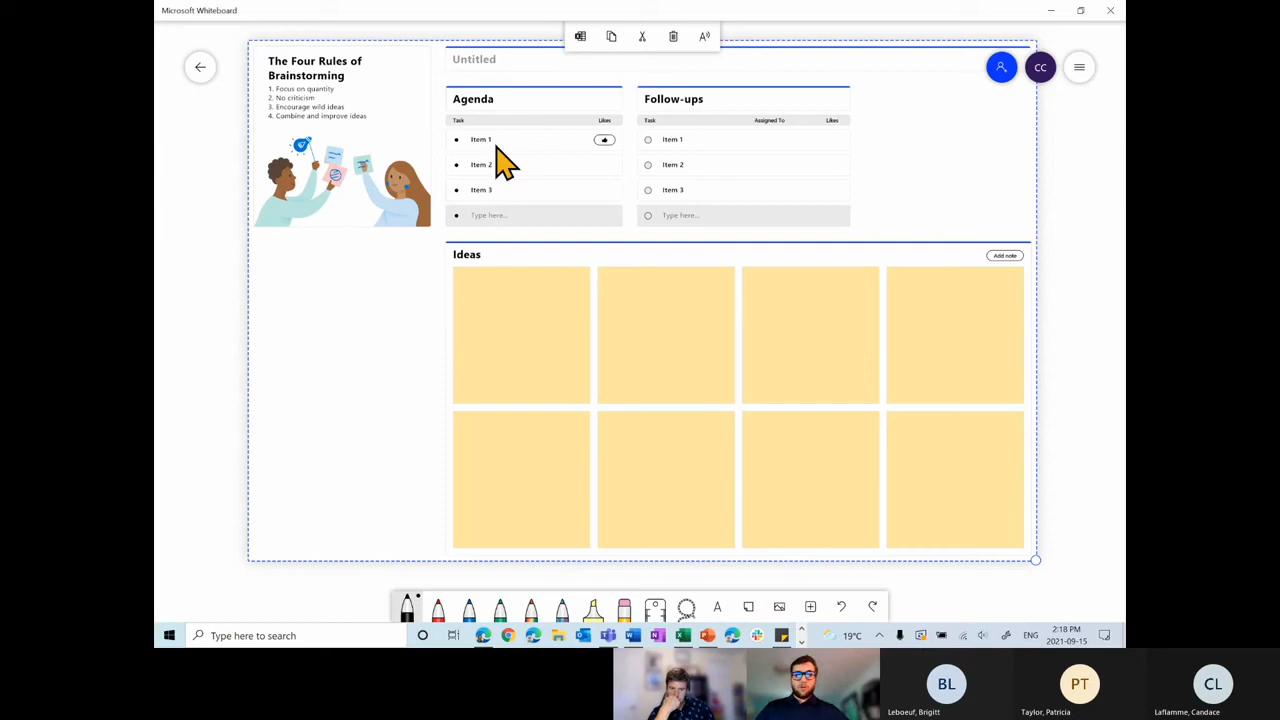 Microsoft Whiteboard
The Four Rules of
Brainstorming
1. Focus on quantity
2. No criticism
3. Encourage wild ideas
4. Combine and improve ideas
Untitled
CC
Agenda
Task Likes
Item 1
Item 2
Item 3
Type here...
Follow-ups
Task Assigned To Likes
Item 1
Item 2
Item 3
Type here...
Ideas
Add note
Type here to search
19°C
ENG
2:18 PM
2021-09-15
BL
Leboeuf, Brigitt
PT
Taylor, Patricia
CL
Laflamme, Candace